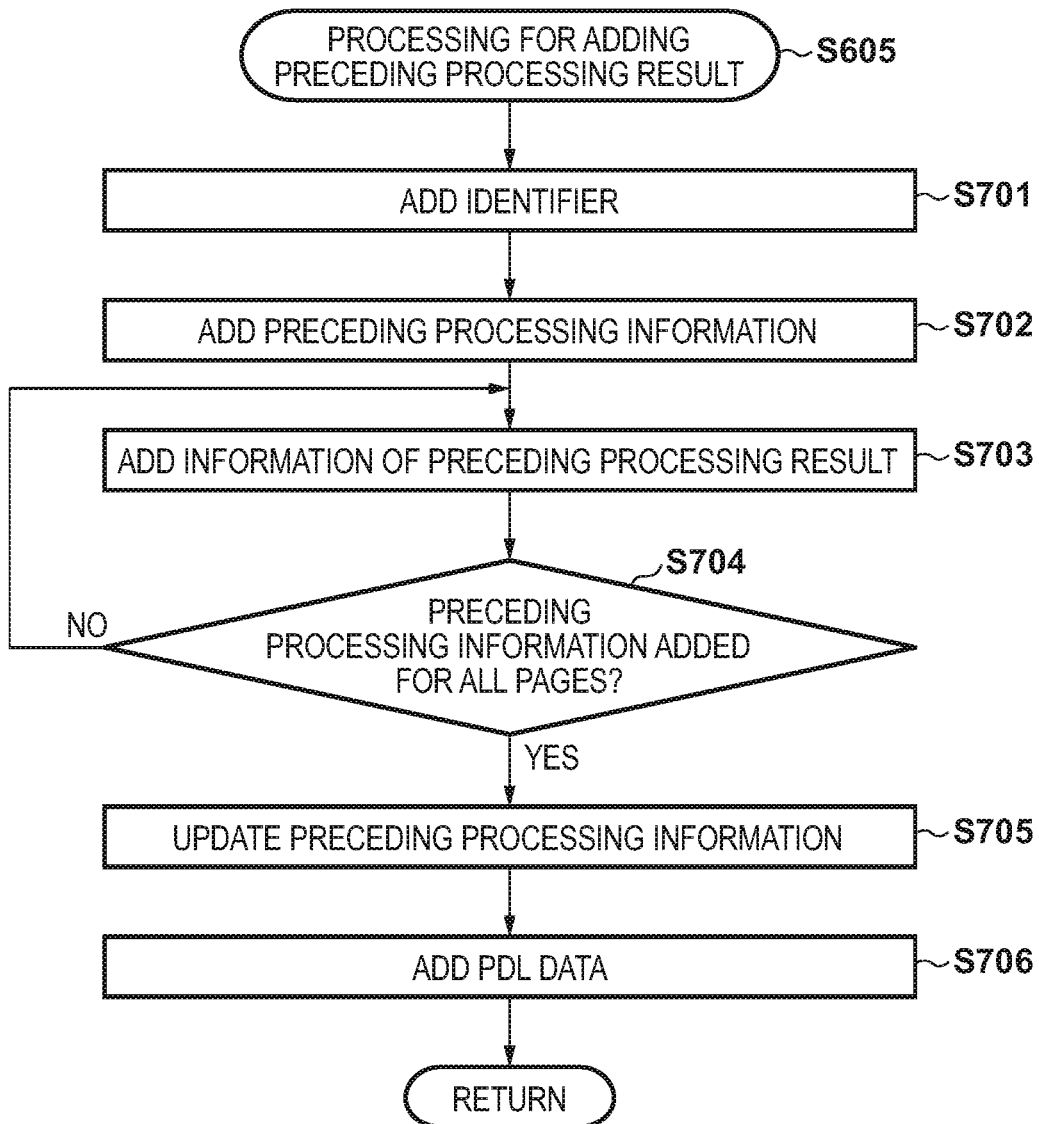 PROCESSING FOR ADDING
PRECEDING PROCESSING RESULT
S605
ADD IDENTIFIER
S701
ADD PRECEDING PROCESSING INFORMATION
S702
ADD INFORMATION OF PRECEDING PROCESSING RESULT
S703
S704
PRECEDING
PROCESSING INFORMATION ADDED
FOR ALL PAGES?
NO
YES
UPDATE PRECEDING PROCESSING INFORMATION
S705
ADD PDL DATA
S706
RETURN